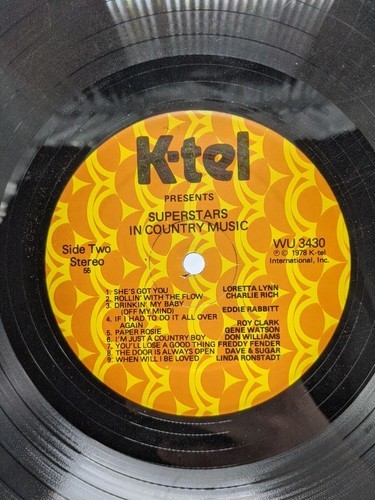 K-tel
PRESENTS
SUPERSTARS
IN COUNTRY MUSIC
Side Two
Stereo
55
WU 3430
Ⓟ © 1978 K-tel
International, Inc.
1. SHE'S GOT YOU LORETTA LYNN
2. ROLLIN' WITH THE FLOW CHARLIE RICH
3. DRINKIN' MY BABY
(OFF MY MIND) EDDIE RABBITT
4. IF I HAD TO DO IT ALL OVER
AGAIN ROY CLARK
5. PAPER ROSIE GENE WATSON
6. I'M JUST A COUNTRY BOY DON WILLIAMS
7. YOU'LL LOSE A GOOD THING FREDDY FENDER
8. THE DOOR IS ALWAYS OPEN DAVE & SUGAR
9. WHEN WILL I BE LOVED LINDA RONSTADT